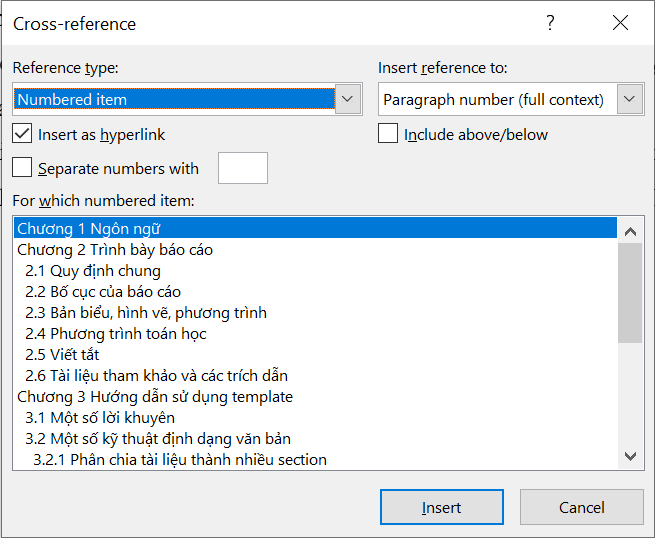 Cross-reference
?
Reference type:
Insert reference to:
Numbered item
Paragraph number (full context)
Insert as hyperlink
Include above/below
Separate numbers with
For which numbered item:
Chương 1 Ngôn ngữ
Chương 2 Trình bày báo cáo
2.1 Quy định chung
2.2 Bố cục của báo cáo
2.3 Bản biểu, hình vẽ, phương trình
2.4 Phương trình toán học
2.5 Viết tắt
2.6 Tài liệu tham khảo và các trích dẫn
Chương 3 Hướng dẫn sử dụng template
3.1 Một số lời khuyên
3.2 Một số kỹ thuật định dạng văn bản
3.2.1 Phân chia tài liệu thành nhiều section
Insert
Cancel